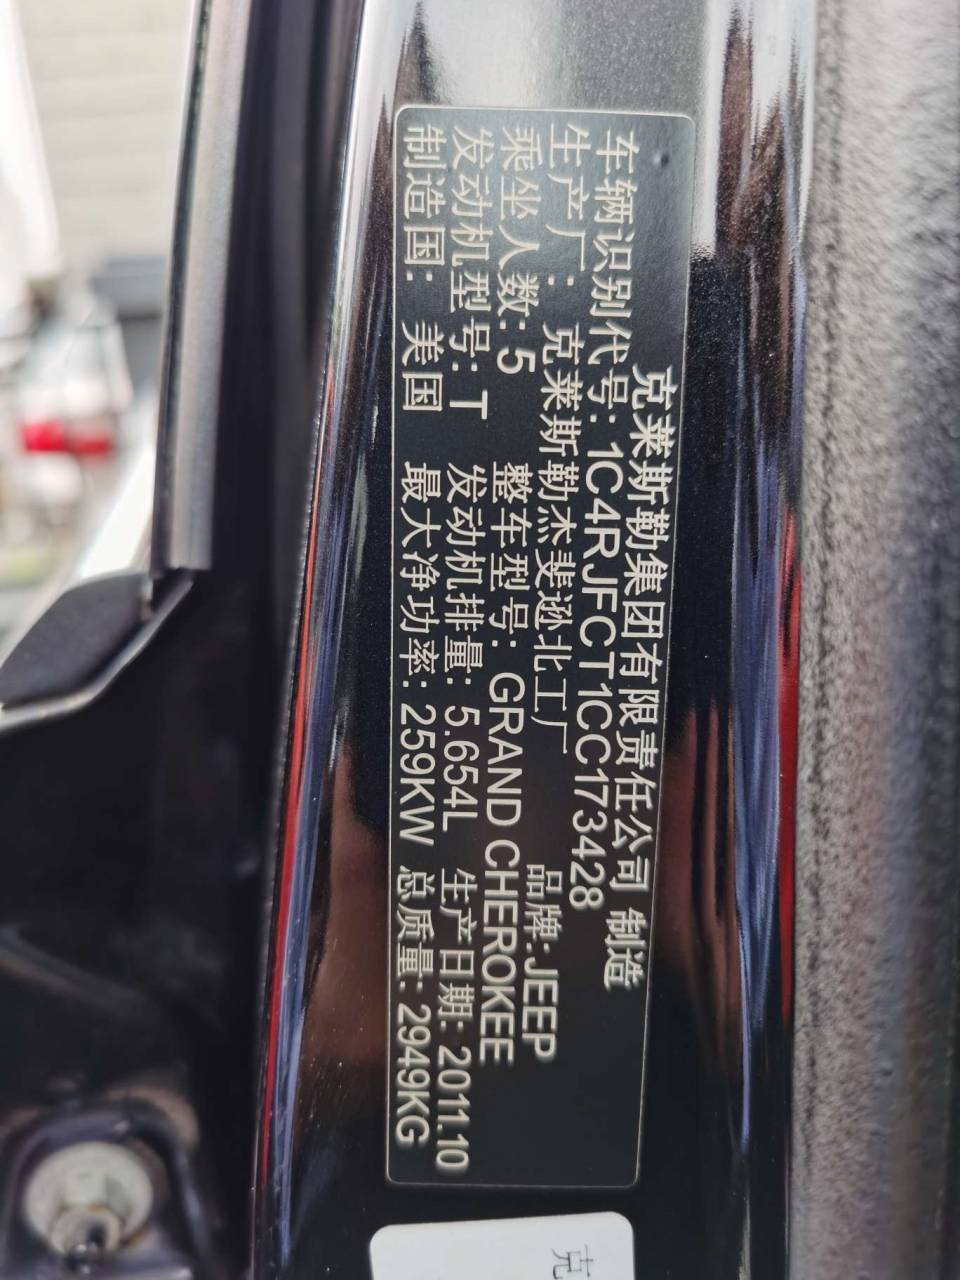 克莱斯勒集团有限责任公司 制造
车辆识别代号: 1C4RJFCT1CC173428
生产厂: 克莱斯勒杰斐逊北工厂 品牌: JEEP
乘坐人数: 5 整车型号: GRAND CHEROKEE
发动机型号: T 发动机排量: 5.654L 生产日期: 2011.10
制造国: 美国 最大净功率: 259KW 总质量: 2949KG
克